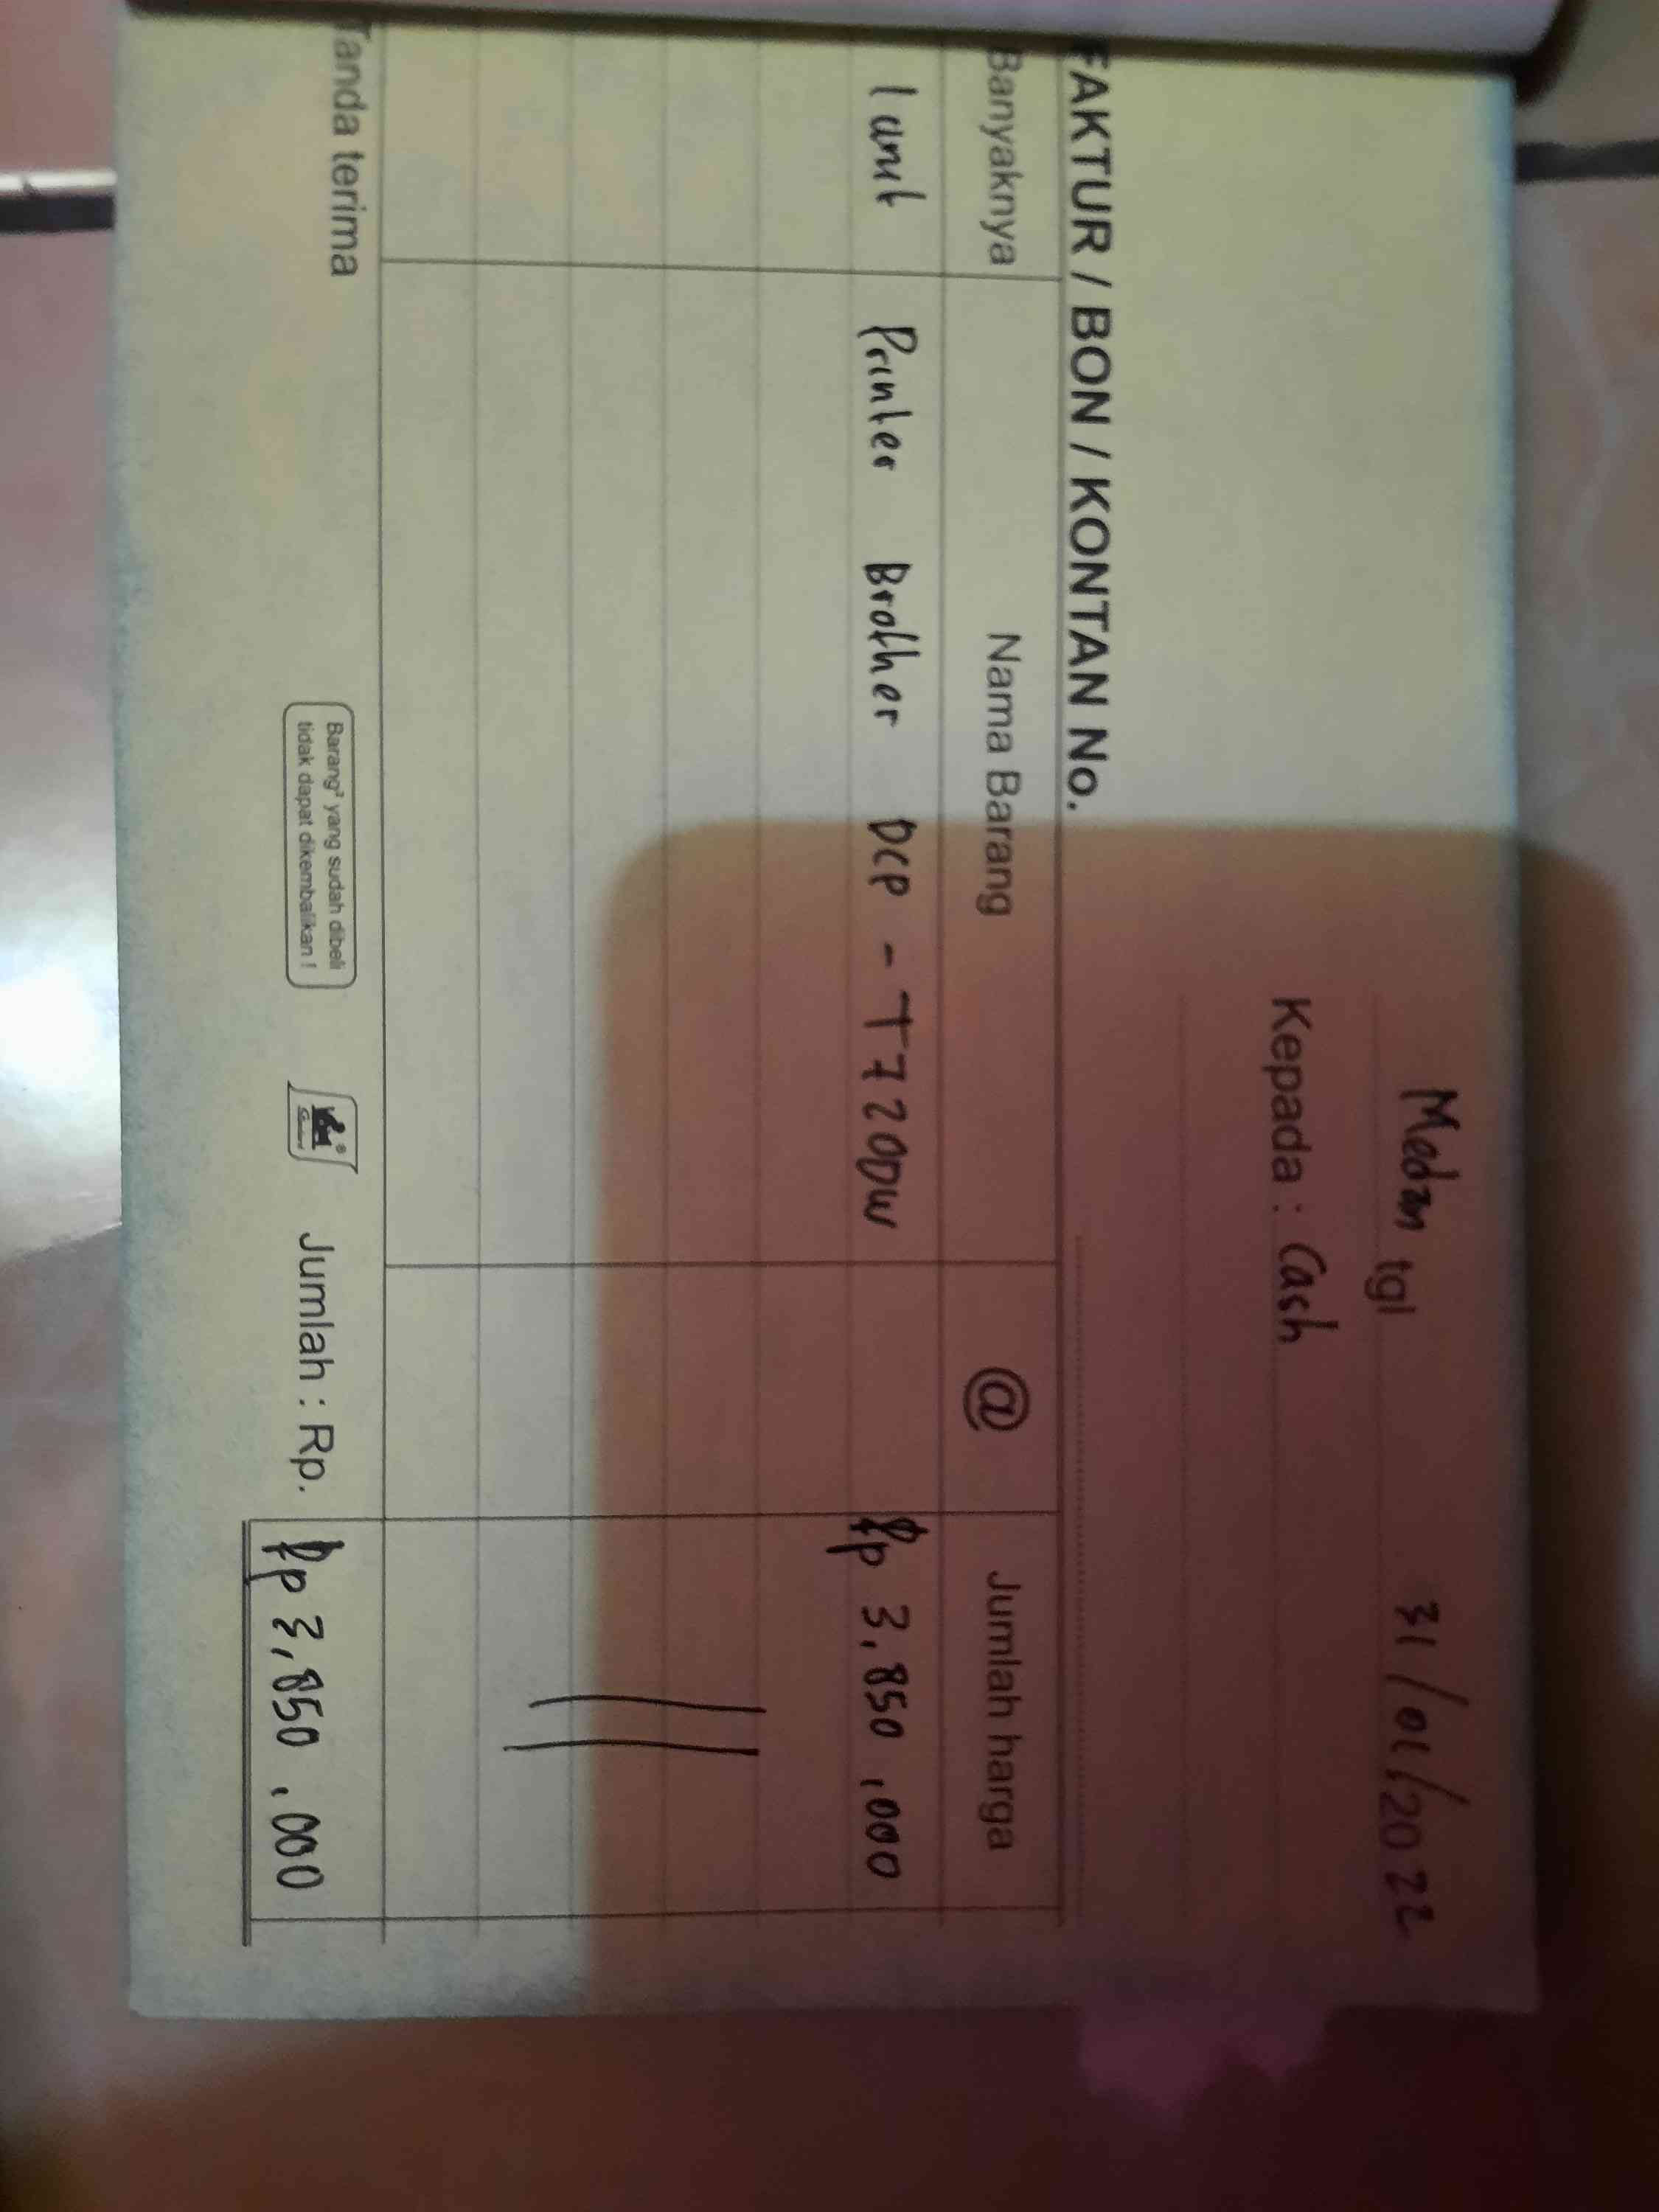 Medan tgl 31/01/2022
Kepada : Cash
FAKTUR / BON / KONTAN No.
Banyaknya Nama Barang @ Jumlah harga
1 unit Printer Brother DCP - T720DW Rp 3.850.000
Tanda terima
Barang² yang sudah dibeli
tidak dapat dikembalikan !
Jumlah : Rp. Rp 3,850.000